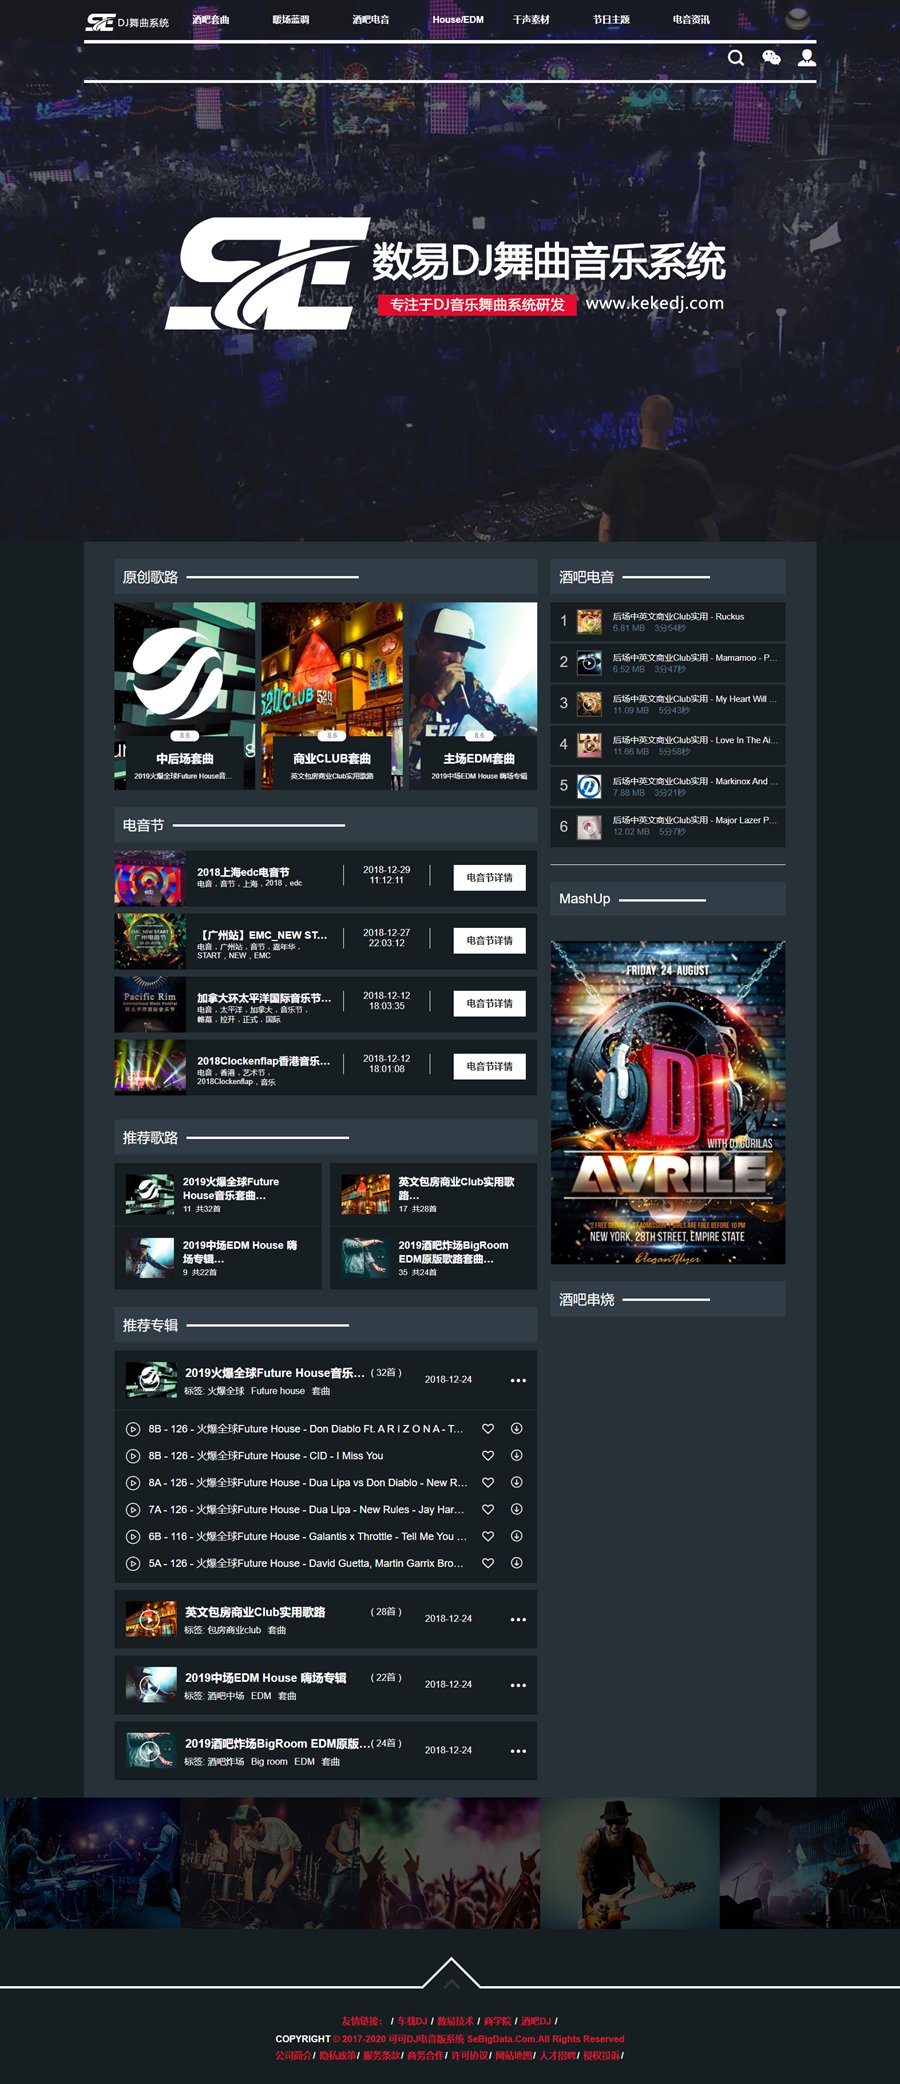 SE DJ舞曲系统
酒吧套曲 暖场蓝调 酒吧电音 House/EDM 干声素材 节日主题 电音资讯
SE 数易DJ舞曲音乐系统
专注于DJ音乐舞曲系统研发 www.kekedj.com
原创歌路
8.6 8.6 8.6
中后场套曲 商业CLUB套曲 主场EDM套曲
2019火爆全球Future House音... 英文包房商业Club实用歌路 2019中场EDM House 嗨场专辑
电音节
2018上海edc电音节
电音 . 音节 . 上海 . 2018 . edc
2018-12-29
11:12:11
电音节详情
【广州站】EMC_NEW ST...
电音 . 广州站 . 音节 . 嘉年华 .
START , NEW , EMC
2018-12-27
22:03:12
电音节详情
Pacific Rim
加拿大环太平洋国际音乐节...
电音 . 太平洋 . 加拿大 . 音乐节 .
帷幕 . 拉开 . 正式 . 国际
2018-12-12
18:03:35
电音节详情
2018Clockenflap香港音乐...
电音 . 香港 . 艺术节 .
2018Clockenflap , 音乐
2018-12-12
18:01:08
电音节详情
推荐歌路
2019火爆全球Future
House音乐套曲...
11 共32首
英文包房商业Club实用歌
路...
17 共28首
2019中场EDM House 嗨
场专辑...
9 共22首
2019酒吧炸场BigRoom
EDM原版歌路套曲...
35 共24首
推荐专辑
2019火爆全球Future House音乐... ( 32首 ) 2018-12-24
标签: 火爆全球 Future house 套曲
8B - 126 - 火爆全球Future House - Don Diablo Ft. A R I Z O N A - T...
8B - 126 - 火爆全球Future House - CID - I Miss You
8A - 126 - 火爆全球Future House - Dua Lipa vs Don Diablo - New R...
7A - 126 - 火爆全球Future House - Dua Lipa - New Rules - Jay Har...
6B - 116 - 火爆全球Future House - Galantis x Throttle - Tell Me You ...
5A - 126 - 火爆全球Future House - David Guetta, Martin Garrix Bro...
英文包房商业Club实用歌路 ( 28首 ) 2018-12-24
标签: 包房商业club 套曲
2019中场EDM House 嗨场专辑 ( 22首 ) 2018-12-24
标签: 酒吧中场 EDM 套曲
2019酒吧炸场BigRoom EDM原版... ( 24首 ) 2018-12-24
标签: 酒吧炸场 Big room EDM 套曲
酒吧电音
1 后场中英文商业Club实用 - Ruckus
6.81 MB 3分54秒
2 后场中英文商业Club实用 - Mamamoo - P...
6.52 MB 3分47秒
3 后场中英文商业Club实用 - My Heart Will ...
11.09 MB 5分43秒
4 后场中英文商业Club实用 - Love In The Ai...
11.66 MB 5分58秒
5 后场中英文商业Club实用 - Markinox And ...
7.88 MB 3分21秒
6 后场中英文商业Club实用 - Major Lazer P...
12.02 MB 5分7秒
MashUp
FRIDAY 24 AUGUST
DJ
WITH DJ GORILAS
AVRILE
2 FREE DRINKS $57 ADMISSION GIRLS ARE FREE BEFORE 10 PM
NEW YORK, 28TH STREET, EMPIRE STATE
Elegantflyer
酒吧串烧
友情链接: / 车载DJ / 数易技术 / 商学院 / 酒吧DJ /
COPYRIGHT © 2017-2020 可可DJ电音版系统 SeBigData.Com.All Rights Reserved
公司简介/ 隐私政策/ 服务条款/ 商务合作/ 许可协议/ 网站地图/ 人才招聘/ 侵权投诉/